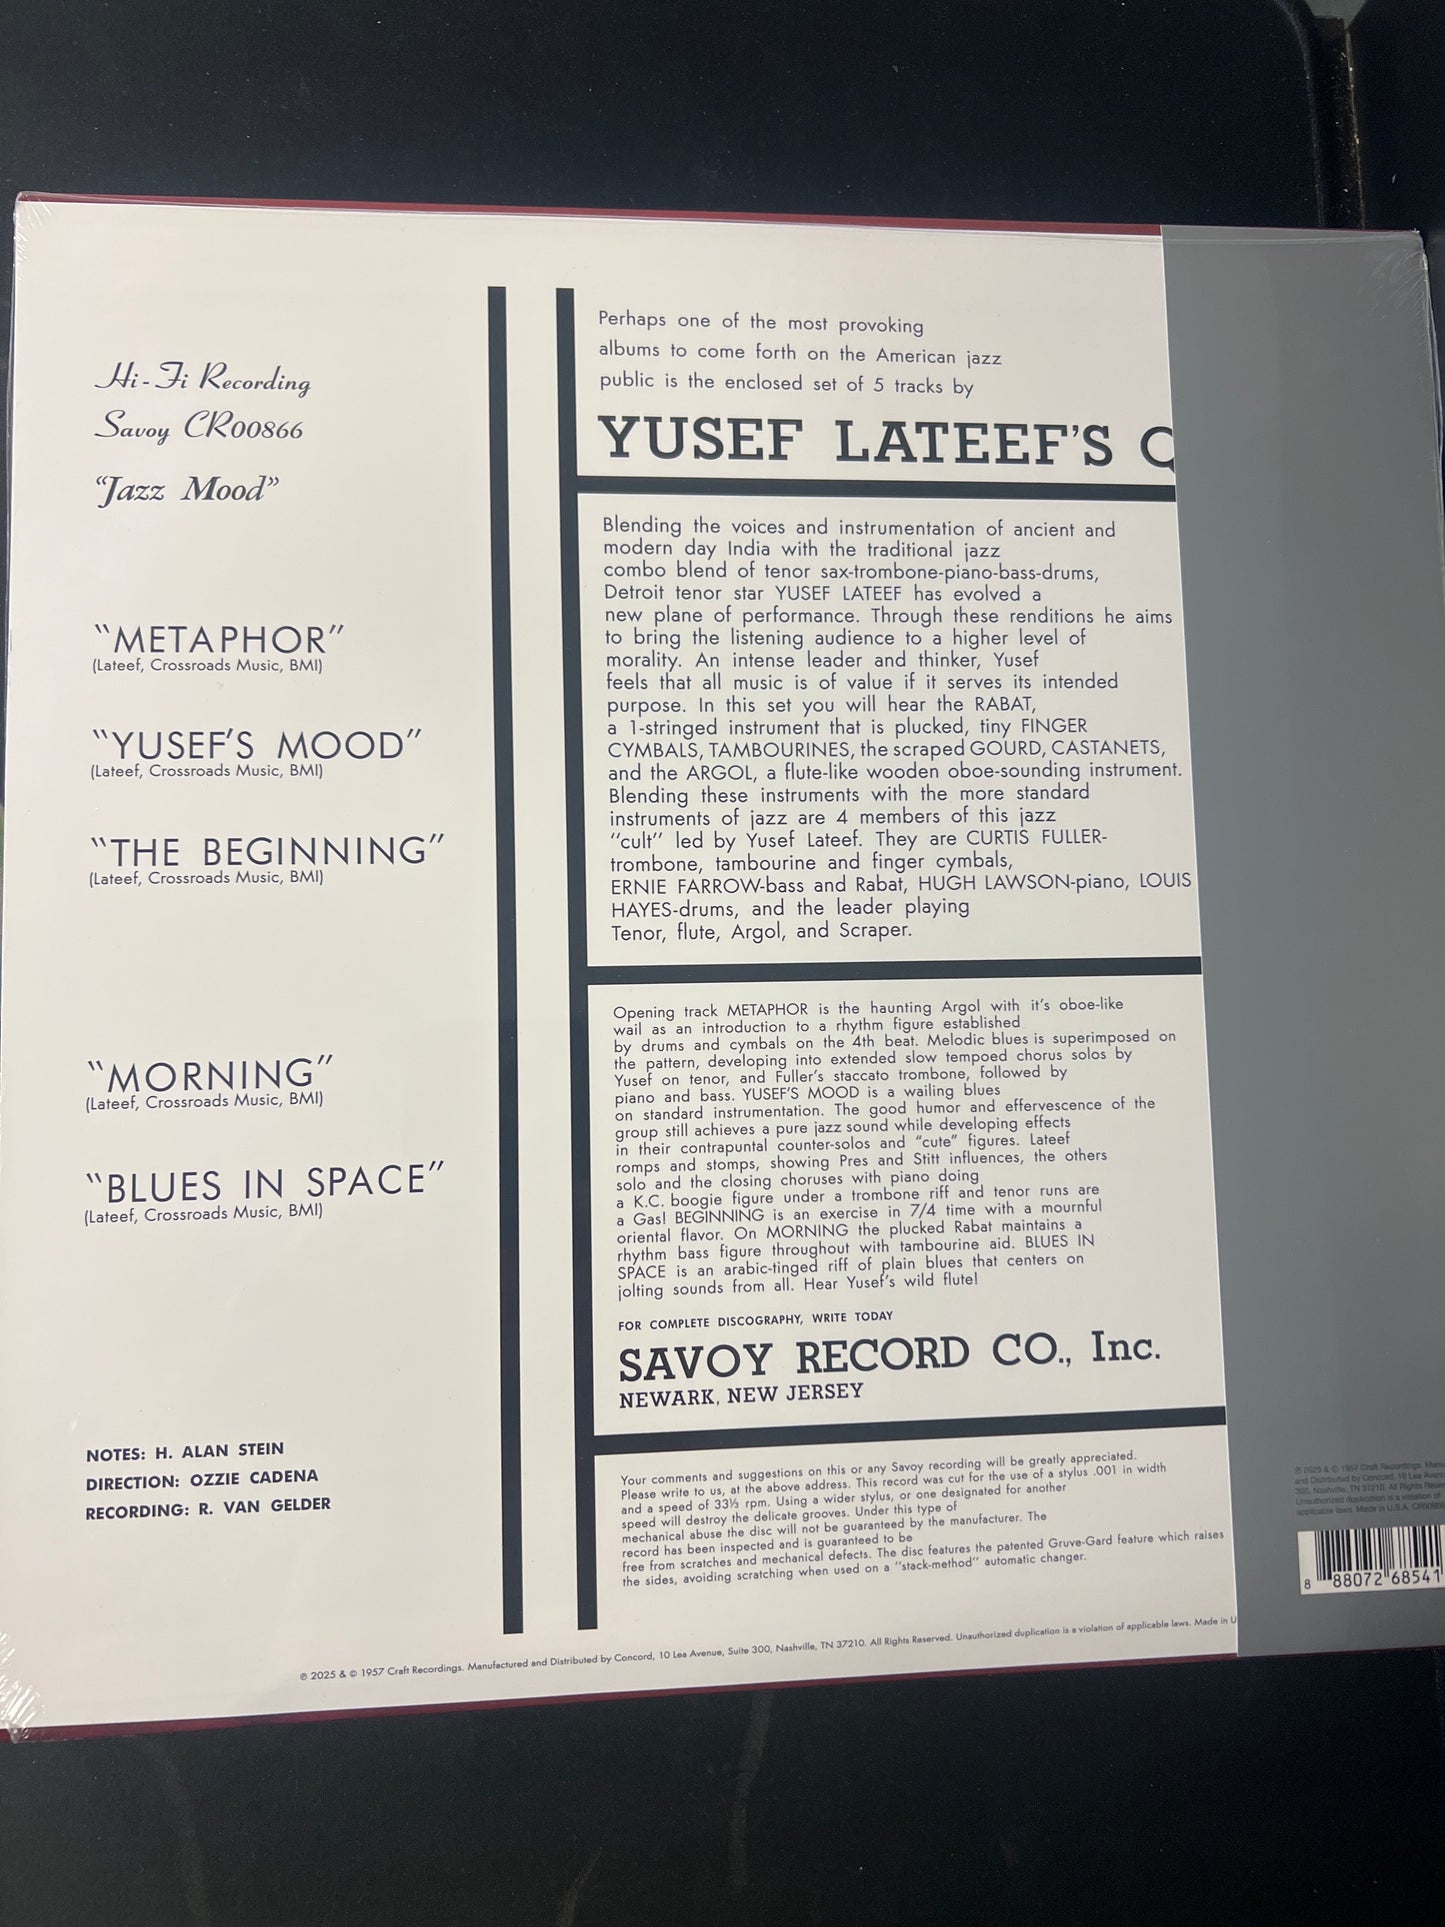 Hi-Fi Recording
Savoy CR00866
"Jazz Mood"
"METAPHOR"
(Lateef, Crossroads Music, BMI)
"YUSEF'S MOOD"
(Lateef, Crossroads Music, BMI)
"THE BEGINNING"
(Lateef, Crossroads Music, BMI)
"MORNING"
(Lateef, Crossroads Music, BMI)
"BLUES IN SPACE"
(Lateef, Crossroads Music, BMI)
NOTES: H. ALAN STEIN
DIRECTION: OZZIE CADENA
RECORDING: R. VAN GELDER
Perhaps one of the most provoking
albums to come forth on the American jazz
public is the enclosed set of 5 tracks by
YUSEF LATEEF'S
Blending the voices and instrumentation of ancient and
modern day India with the traditional jazz
combo blend of tenor sax-trombone-piano-bass-drums,
Detroit tenor star YUSEF LATEEF has evolved a
new plane of performance. Through these renditions he aims
to bring the listening audience to a higher level of
morality. An intense leader and thinker, Yusef
feels that all music is of value if it serves its intended
purpose. In this set you will hear the RABAT,
a 1-stringed instrument that is plucked, tiny FINGER
CYMBALS, TAMBOURINES, the scraped GOURD, CASTANETS,
and the ARGOL, a flute-like wooden oboe-sounding instrument.
Blending these instruments with the more standard
instruments of jazz are 4 members of this jazz
"cult" led by Yusef Lateef. They are CURTIS FULLER-
trombone, tambourine and finger cymbals,
ERNIE FARROW-bass and Rabat, HUGH LAWSON-piano, LOUIS
HAYES-drums, and the leader playing
Tenor, flute, Argol, and Scraper.
Opening track METAPHOR is the haunting Argol with it's oboe-like
wail as an introduction to a rhythm figure established
by drums and cymbals on the 4th beat. Melodic blues is superimposed on
the pattern, developing into extended slow tempoed chorus solos by
Yusef on tenor, and Fuller's staccato trombone, followed by
piano and bass. YUSEF'S MOOD is a wailing blues
on standard instrumentation. The good humor and effervescence of the
group still achieves a pure jazz sound while developing effects
in their contrapuntal counter-solos and "cute" figures. Lateef
romps and stomps, showing Pres and Stitt influences, the others
solo and the closing choruses with piano doing
a K.C. boogie figure under a trombone riff and tenor runs are
a Gas! BEGINNING is an exercise in 7/4 time with a mournful
oriental flavor. On MORNING the plucked Rabat maintains a
rhythm bass figure throughout with tambourine aid. BLUES IN
SPACE is an arabic-tinged riff of plain blues that centers on
jolting sounds from all. Hear Yusef's wild flute!
FOR COMPLETE DISCOGRAPHY, WRITE TODAY
SAVOY RECORD CO., Inc.
NEWARK, NEW JERSEY
Your comments and suggestions on this or any Savoy recording will be greatly appreciated.
Please write to us, at the above address. This record was cut for the use of a stylus .001 in width
and a speed of 33⅓ rpm. Using a wider stylus, or one designated for another
speed will destroy the delicate grooves. Under this type of
mechanical abuse the disc will not be guaranteed by the manufacturer. The
record has been inspected and is guaranteed to be
free from scratches and mechanical defects. The disc features the patented Gruve-Gard feature which raises
the sides, avoiding scratching when used on a "stack-method" automatic changer.
℗ 2025 & © 1957 Craft Recordings. Manufactured and Distributed by Concord, 10 Lea Avenue, Suite 300, Nashville, TN 37210. All Rights Reserved. Unauthorized duplication is a violation of applicable laws. Made in U
℗ 2025 & © 1957 Craft Recordings.
and Distributed by Concord, 10 Lea
300, Nashville, TN 37210. All Rights
Unauthorized duplication is a violation of
applicable laws. Made in U.S.A.
8 88072 68541